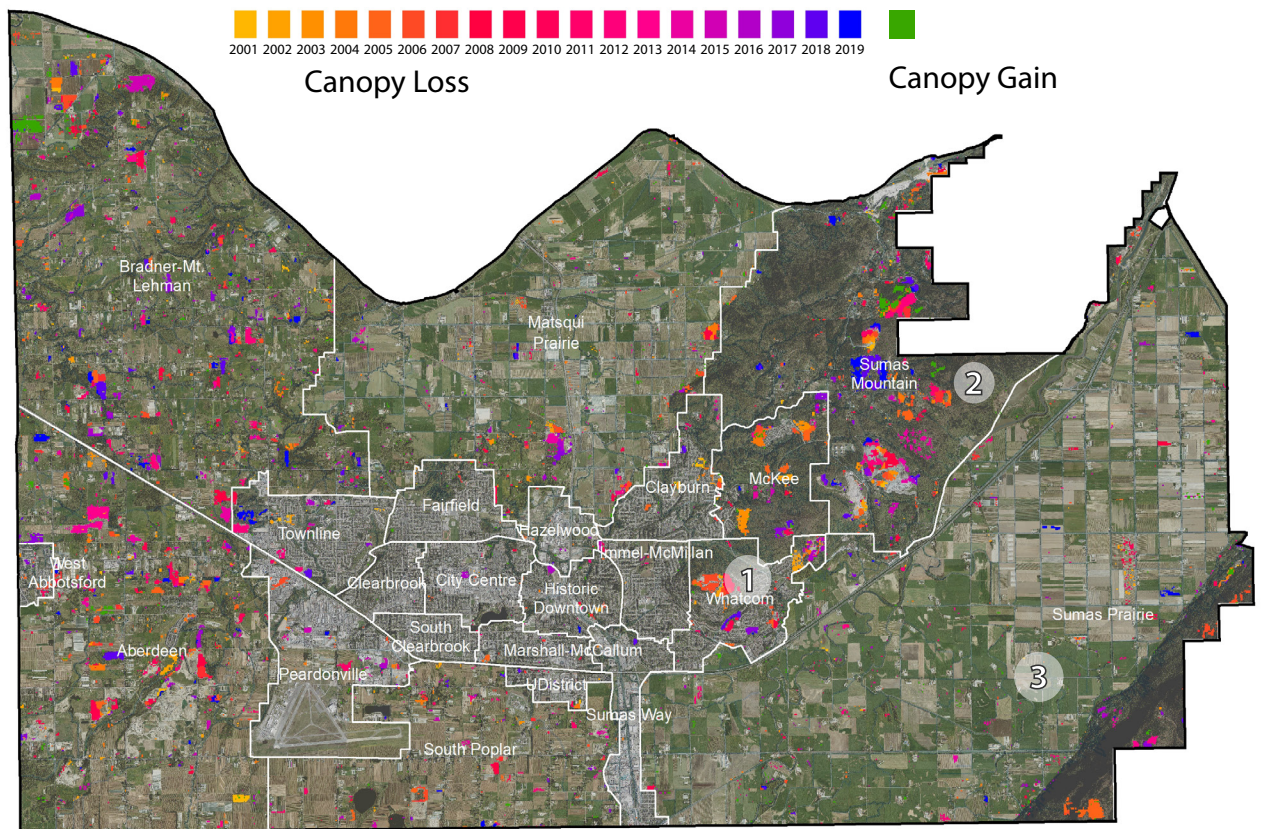 2001 2002 2003 2004 2005 2006 2007 2008 2009 2010 2011 2012 2013 2014 2015 2016 2017 2018 2019
Canopy Loss
Canopy Gain
Bradner-Mt.
Lehman
Matsqui
Prairie
Sumas
Mountain
2
McKee
Clayburn
Fairfield
Hazelwood
Townline
Immel-McMillan
West
Abbotsford
Clearbrook
City Centre
Historic
Downtown
1
Whatcom
Sumas Prairie
South
Clearbrook
Marshall-McCallum
Aberdeen
Peardonville
UDistrict
3
Sumas Way
South Poplar